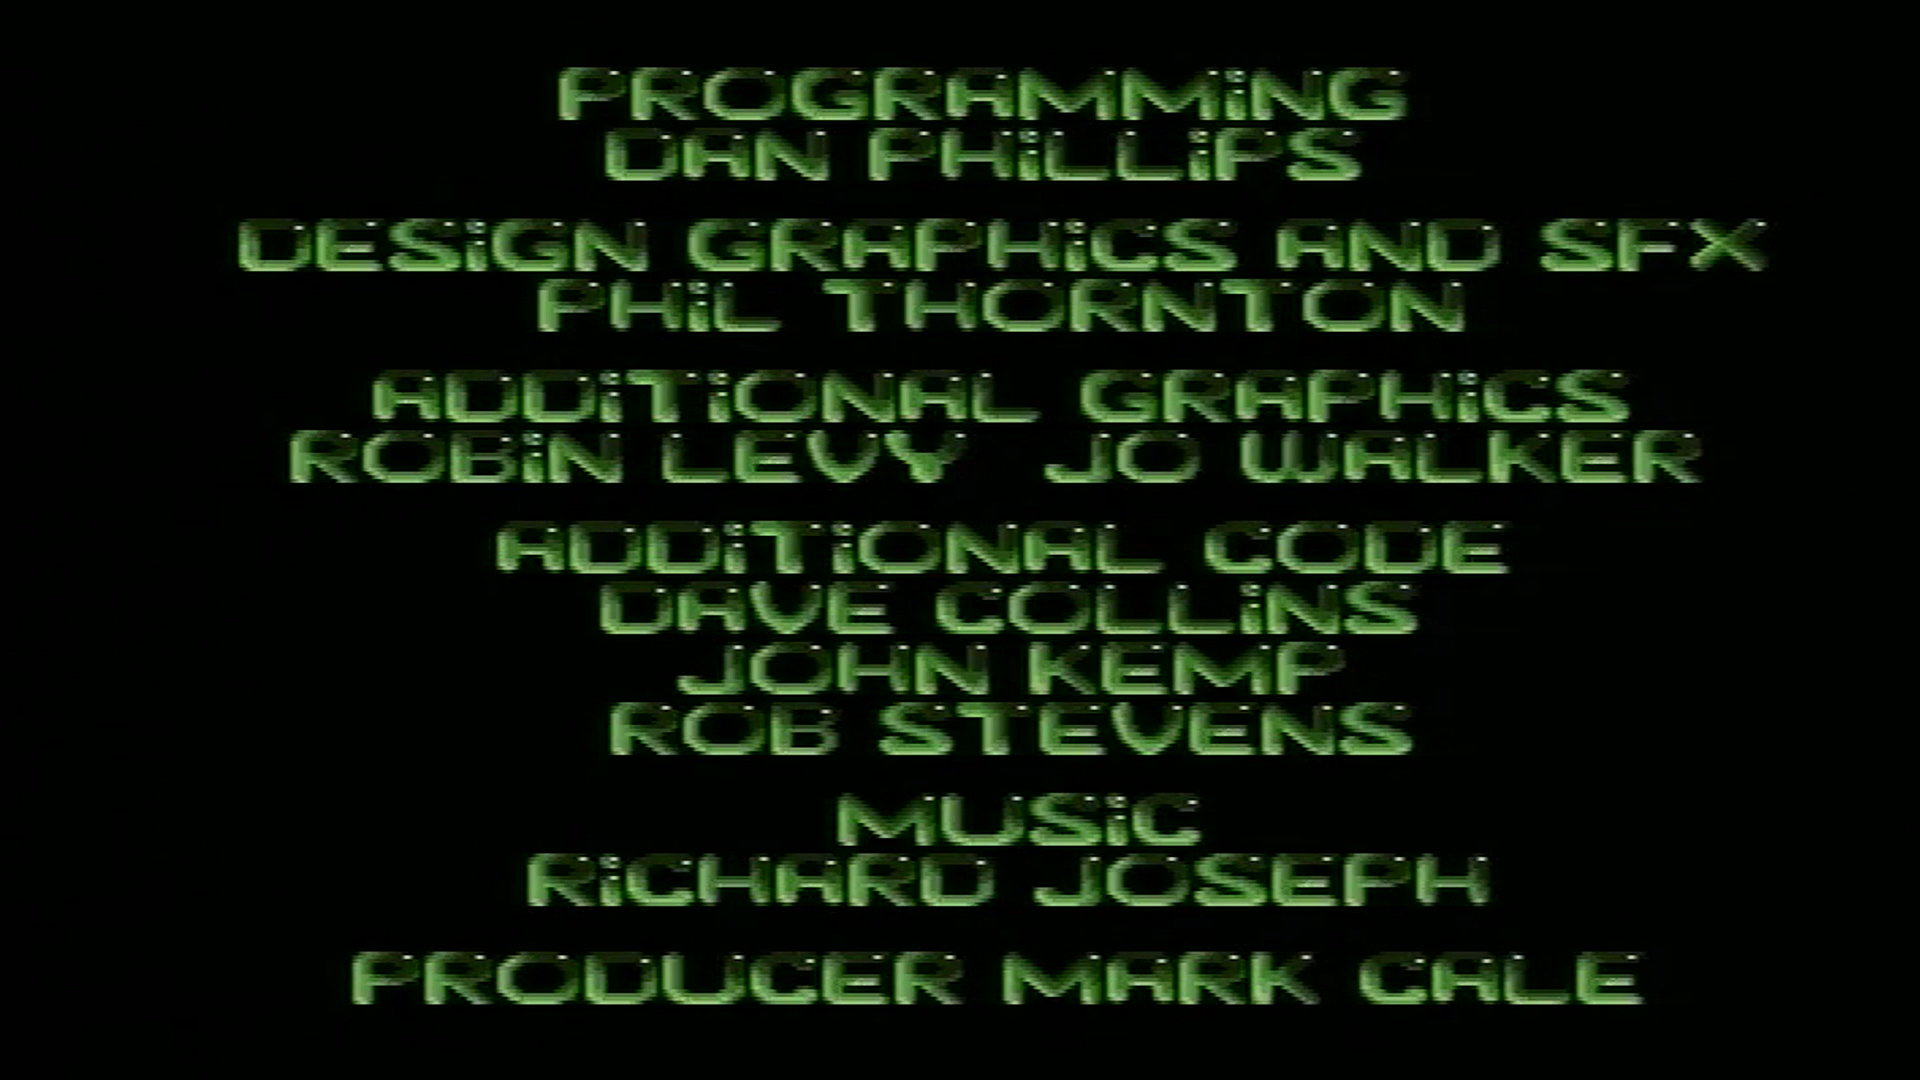 PROGRAMMiNG
DAN PHiLLiPS
DESiGN GRAPHiCS AND SFX
PHiL THORNTON
ADDiTiONAL GRAPHiCS
ROBiN LEVY JO WALKER
ADDiTiONAL CODE
DAVE COLLiNS
JOHN KEMP
ROB STEVENS
MUSiC
RiCHARD JOSEPH
PRODUCER MARK CALE